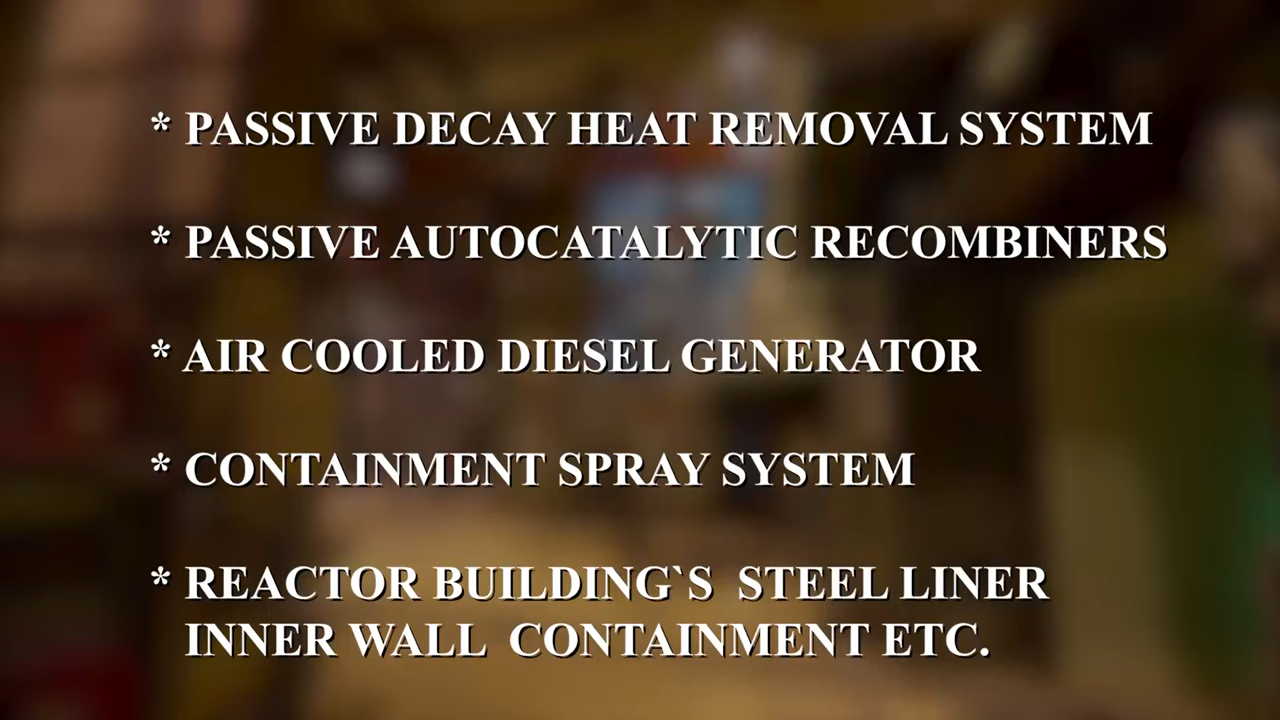 * PASSIVE DECAY HEAT REMOVAL SYSTEM
* PASSIVE AUTOCATALYTIC RECOMBINERS
* AIR COOLED DIESEL GENERATOR
* CONTAINMENT SPRAY SYSTEM
* REACTOR BUILDING`S STEEL LINER
INNER WALL CONTAINMENT ETC.